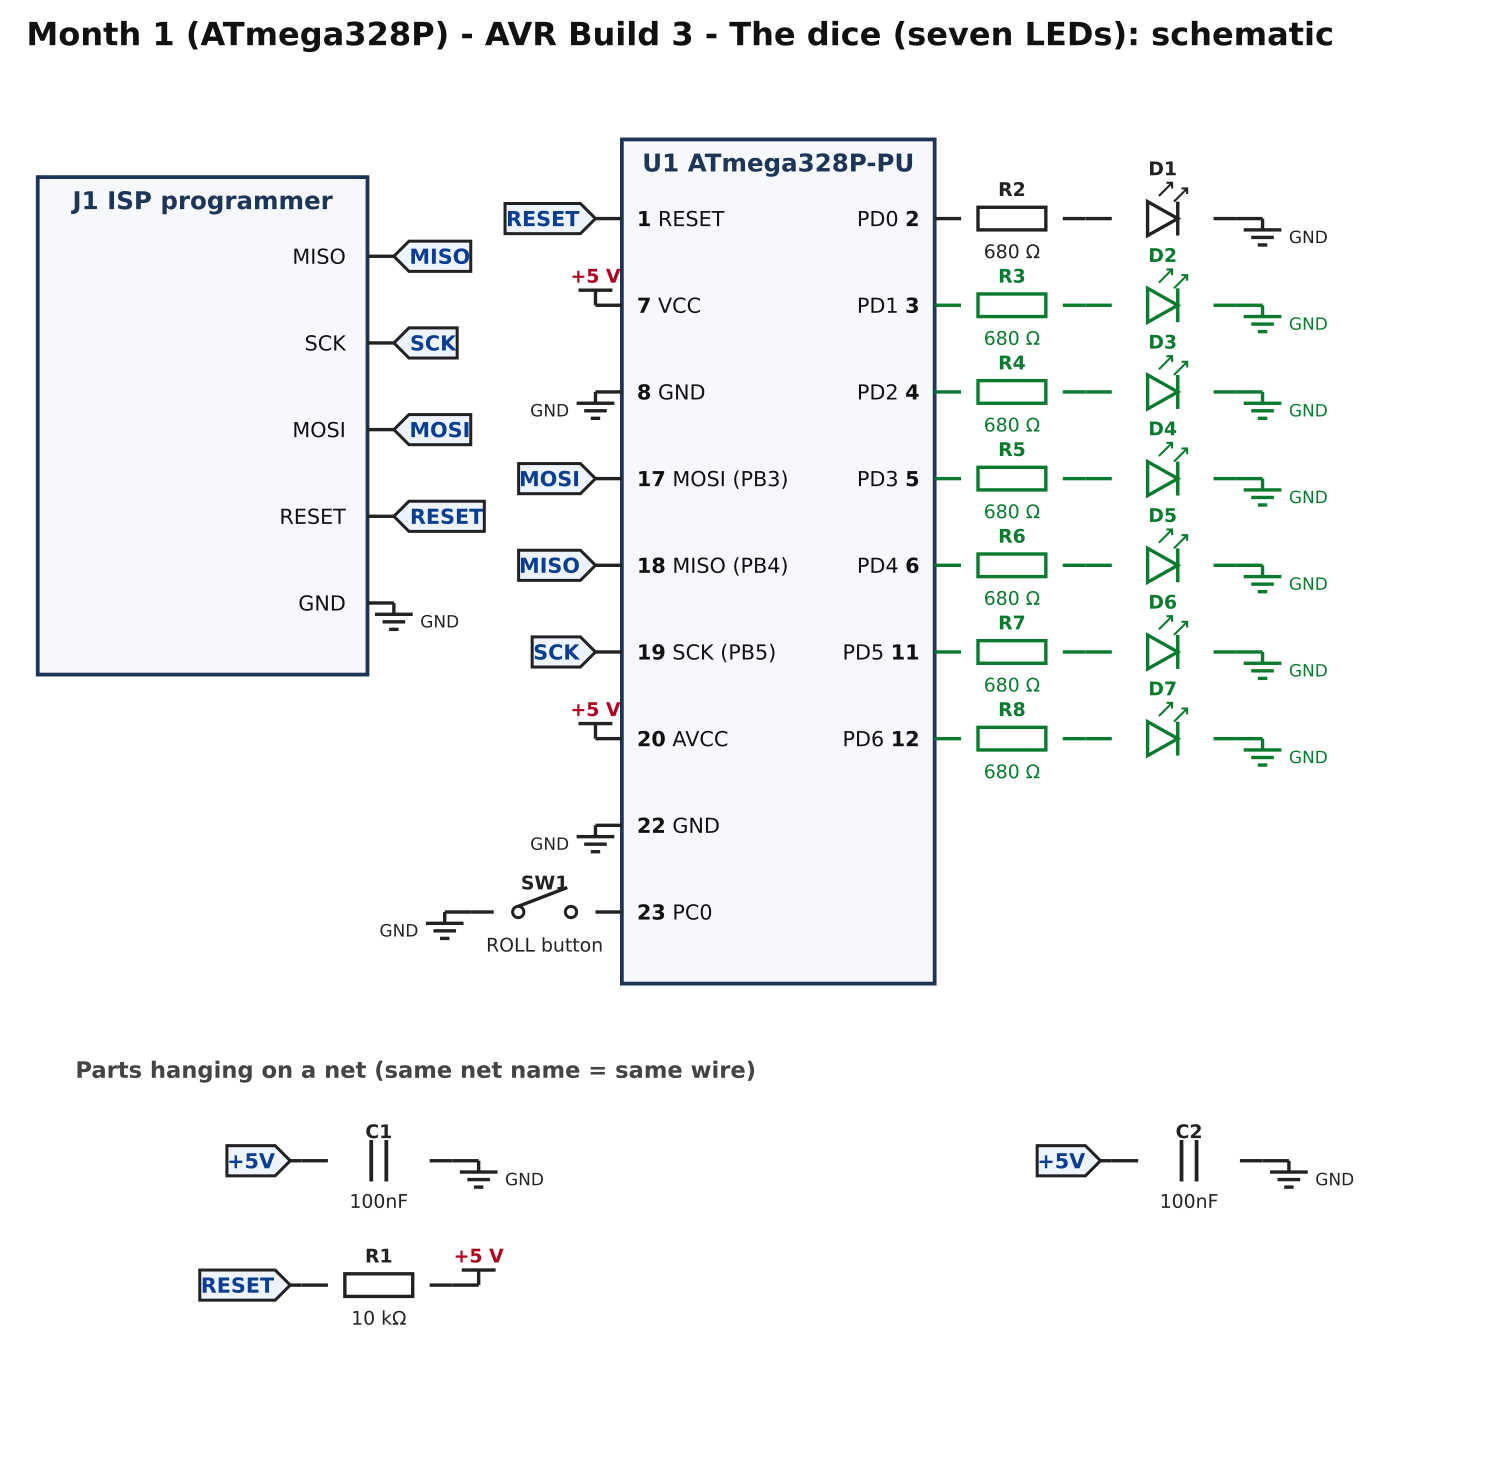 Month 1 (ATmega328P) - AVR Build 3 - The dice (seven LEDs): schematic
J1 ISP programmer
MISO
MISO
SCK
SCK
MOSI
MOSI
RESET
RESET
GND
GND
U1 ATmega328P-PU
RESET
1 RESET
+5 V
7 VCC
GND
8 GND
MOSI
17 MOSI (PB3)
MISO
18 MISO (PB4)
SCK
19 SCK (PB5)
+5 V
20 AVCC
GND
22 GND
SW1
GND
ROLL button
23 PC0
PD0 2
R2
680 Ω
D1
GND
PD1 3
R3
680 Ω
D2
GND
PD2 4
R4
680 Ω
D3
GND
PD3 5
R5
680 Ω
D4
GND
PD4 6
R6
680 Ω
D5
GND
PD5 11
R7
680 Ω
D6
GND
PD6 12
R8
680 Ω
D7
GND
Parts hanging on a net (same net name = same wire)
+5V
C1
100nF
GND
+5V
C2
100nF
GND
RESET
R1
10 kΩ
+5 V